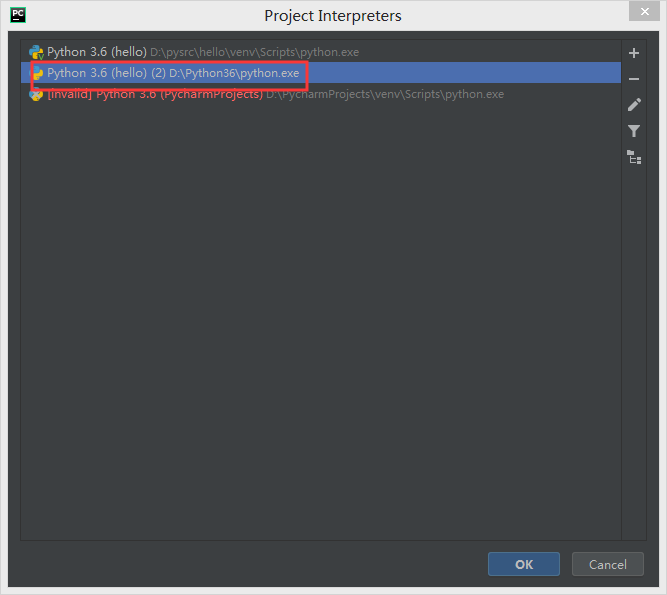 PC
Project Interpreters
Python 3.6 (hello) D:\pysrc\hello\venv\Scripts\python.exe
Python 3.6 (hello) (2) D:\Python36\python.exe
[invalid] Python 3.6 (PycharmProjects) D:\PycharmProjects\venv\Scripts\python.exe
OK
Cancel